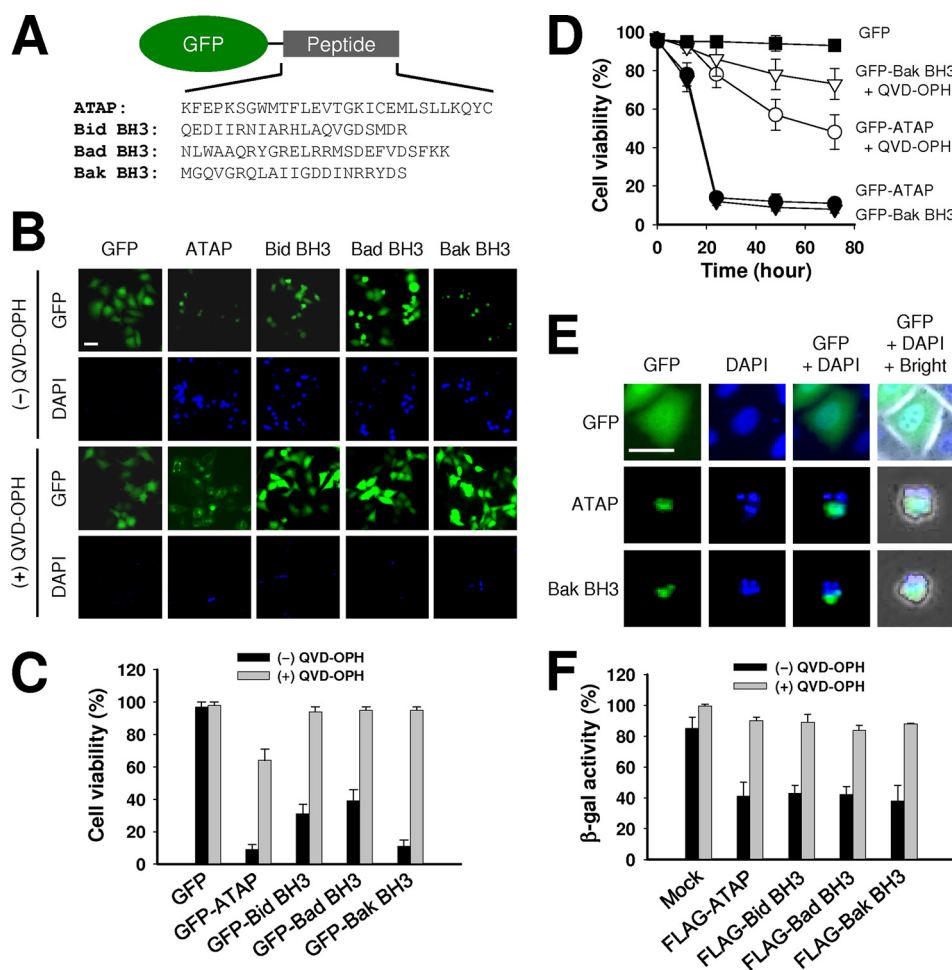 A
GFP
Peptide
ATAP: KFEPKSGWMTFLEVTGKICEMLSLLKQYC
Bid BH3: QEDIIRNIARHLAQVGDSMDR
Bad BH3: NLWAAQRYGRELRRMSDEFVDSFKK
Bak BH3: MGQVGRQLAIIGDDINRRYDS
B
GFP ATAP Bid BH3 Bad BH3 Bak BH3
(−) QVD-OPH
GFP
DAPI
(+) QVD-OPH
GFP
DAPI
C
(−) QVD-OPH
(+) QVD-OPH
Cell viability (%)
120
100
80
60
40
20
0
GFP
GFP-ATAP
GFP-Bid BH3
GFP-Bad BH3
GFP-Bak BH3
D
Cell viability (%)
100
80
60
40
20
0
0 20 40 60 80
Time (hour)
GFP
GFP-Bak BH3
+ QVD-OPH
GFP-ATAP
+ QVD-OPH
GFP-ATAP
GFP-Bak BH3
E
GFP
DAPI
GFP
+ DAPI
GFP
+ DAPI
+ Bright
GFP
ATAP
Bak BH3
F
(−) QVD-OPH
(+) QVD-OPH
β-gal activity (%)
120
100
80
60
40
20
0
Mock
FLAG-ATAP
FLAG-Bid BH3
FLAG-Bad BH3
FLAG-Bak BH3